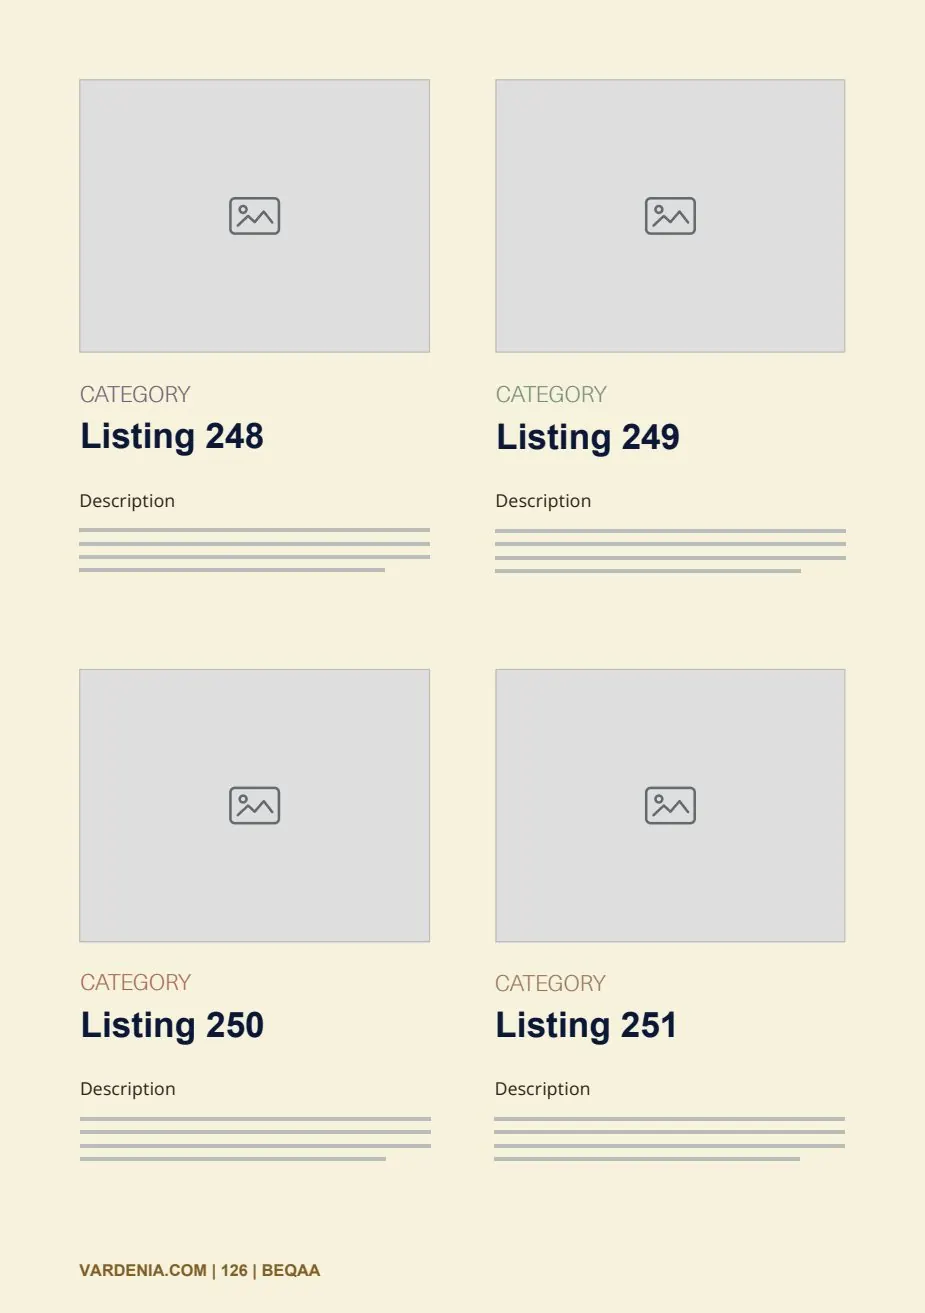 CATEGORY
Listing 248
Description
CATEGORY
Listing 249
Description
CATEGORY
Listing 250
Description
CATEGORY
Listing 251
Description
VARDENIA.COM | 126 | BEQAA